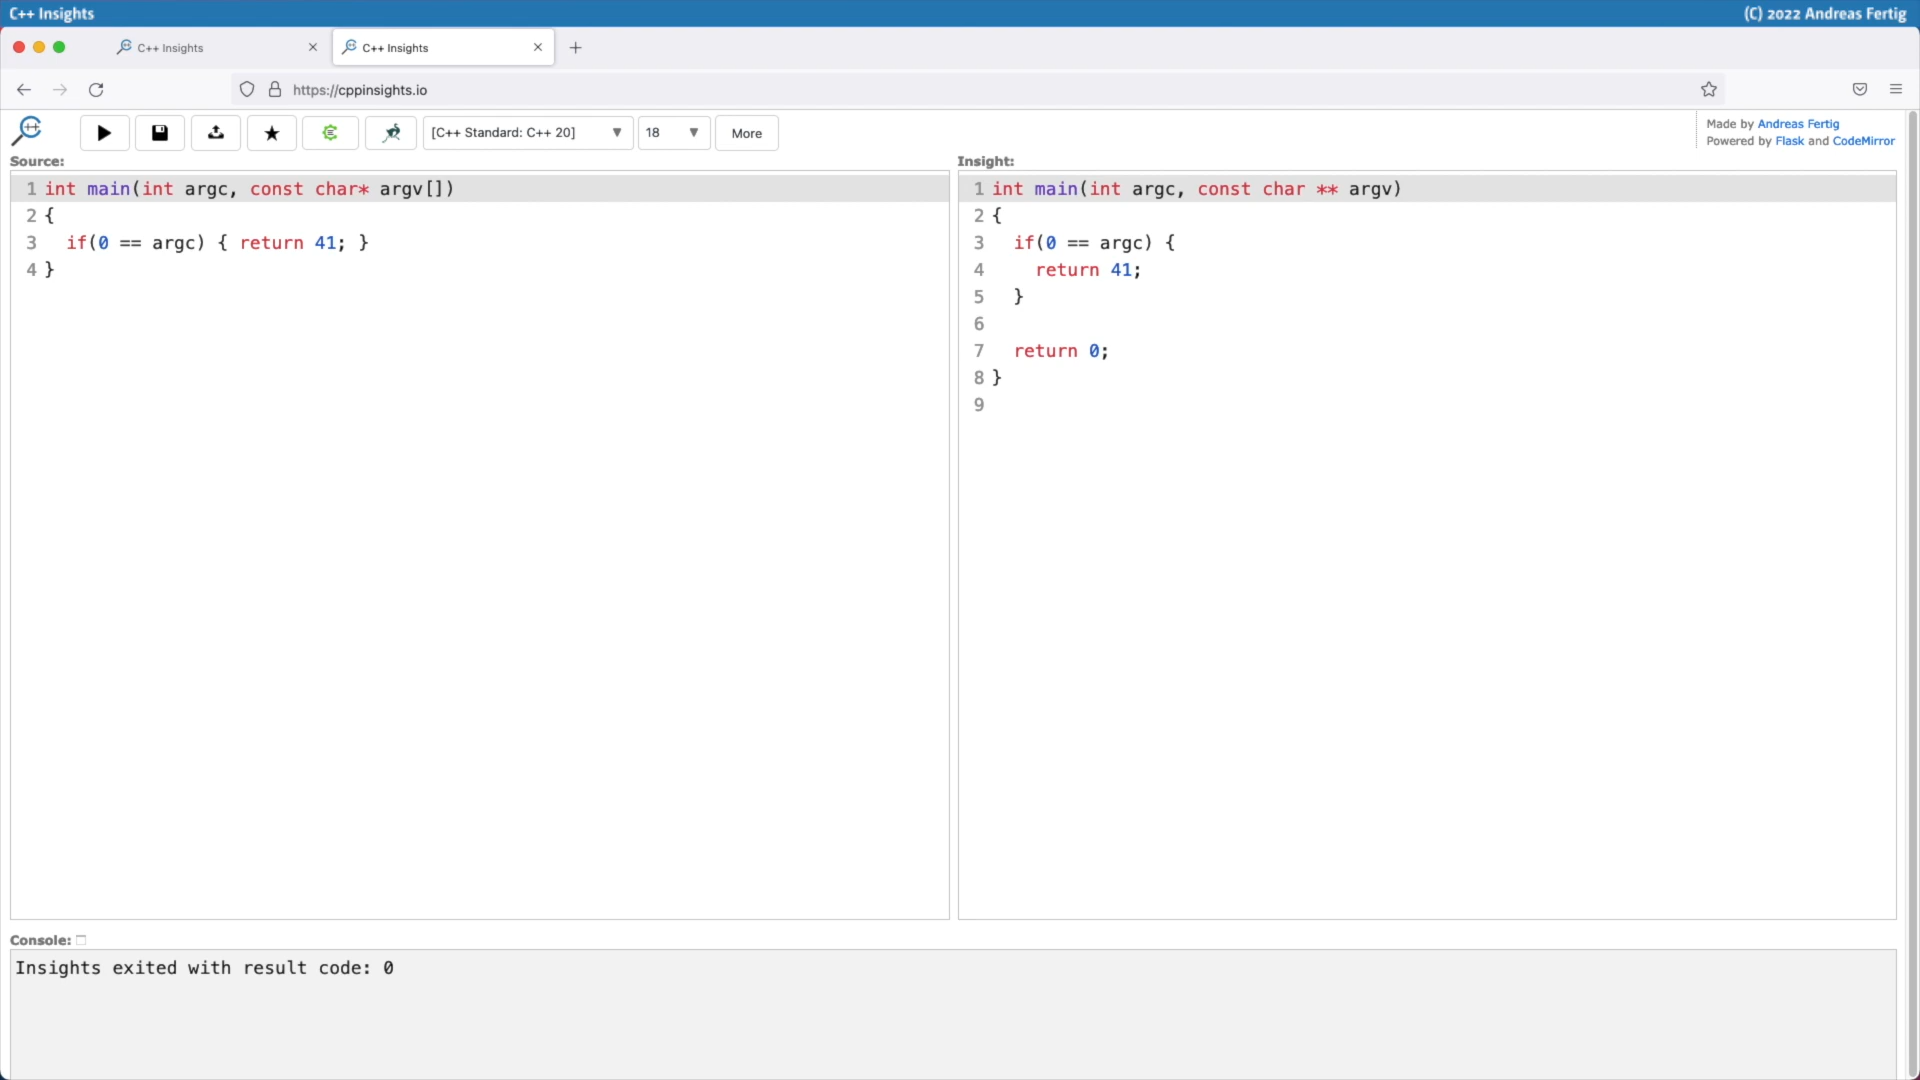 C++ Insights
(C) 2022 Andreas Fertig
C++ Insights
C++ Insights
https://cppinsights.io
[C++ Standard: C++ 20] 18 More
Made by Andreas Fertig
Powered by Flask and CodeMirror
Source:
1 int main(int argc, const char* argv[])
2 {
3   if(0 == argc) { return 41; }
4 }
Insight:
1 int main(int argc, const char ** argv)
2 {
3   if(0 == argc) {
4     return 41;
5   }
6
7   return 0;
8 }
9
Console:
Insights exited with result code: 0